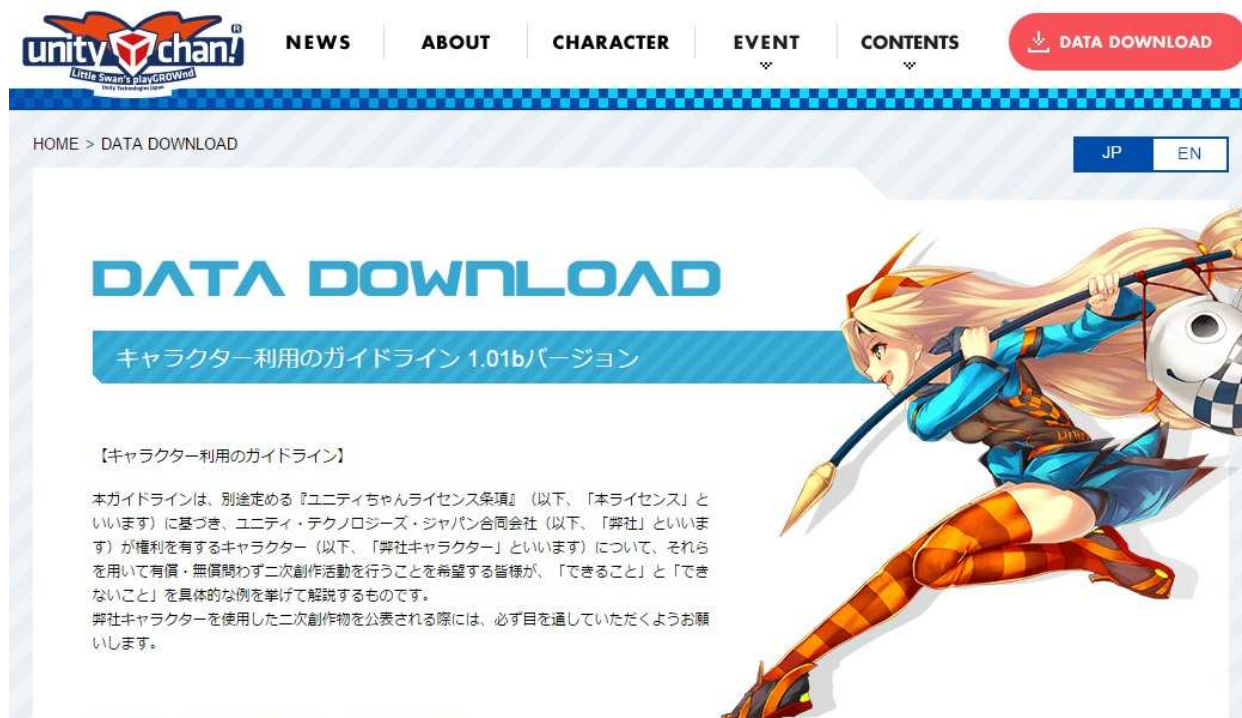 unity chan! ®
Little Swan's playGROWnd
Unity Technologies Japan
NEWS
ABOUT
CHARACTER
EVENT
CONTENTS
DATA DOWNLOAD
HOME > DATA DOWNLOAD
JP
EN
DATA DOWNLOAD
キャラクター利用のガイドライン 1.01bバージョン
【キャラクター利用のガイドライン】
本ガイドラインは、別途定める『ユニティちゃんライセンス条項』（以下、「本ライセンス」と
いいます）に基づき、ユニティ・テクノロジーズ・ジャパン合同会社（以下、「弊社」といいま
す）が権利を有するキャラクター（以下、「弊社キャラクター」といいます）について、それら
を用いて有償・無償問わず二次創作活動を行うことを希望する皆様が、「できること」と「でき
ないこと」を具体的な例を挙げて解説するものです。
弊社キャラクターを使用した二次創作物を公表される際には、必ず目を通していただくようお願
いします。